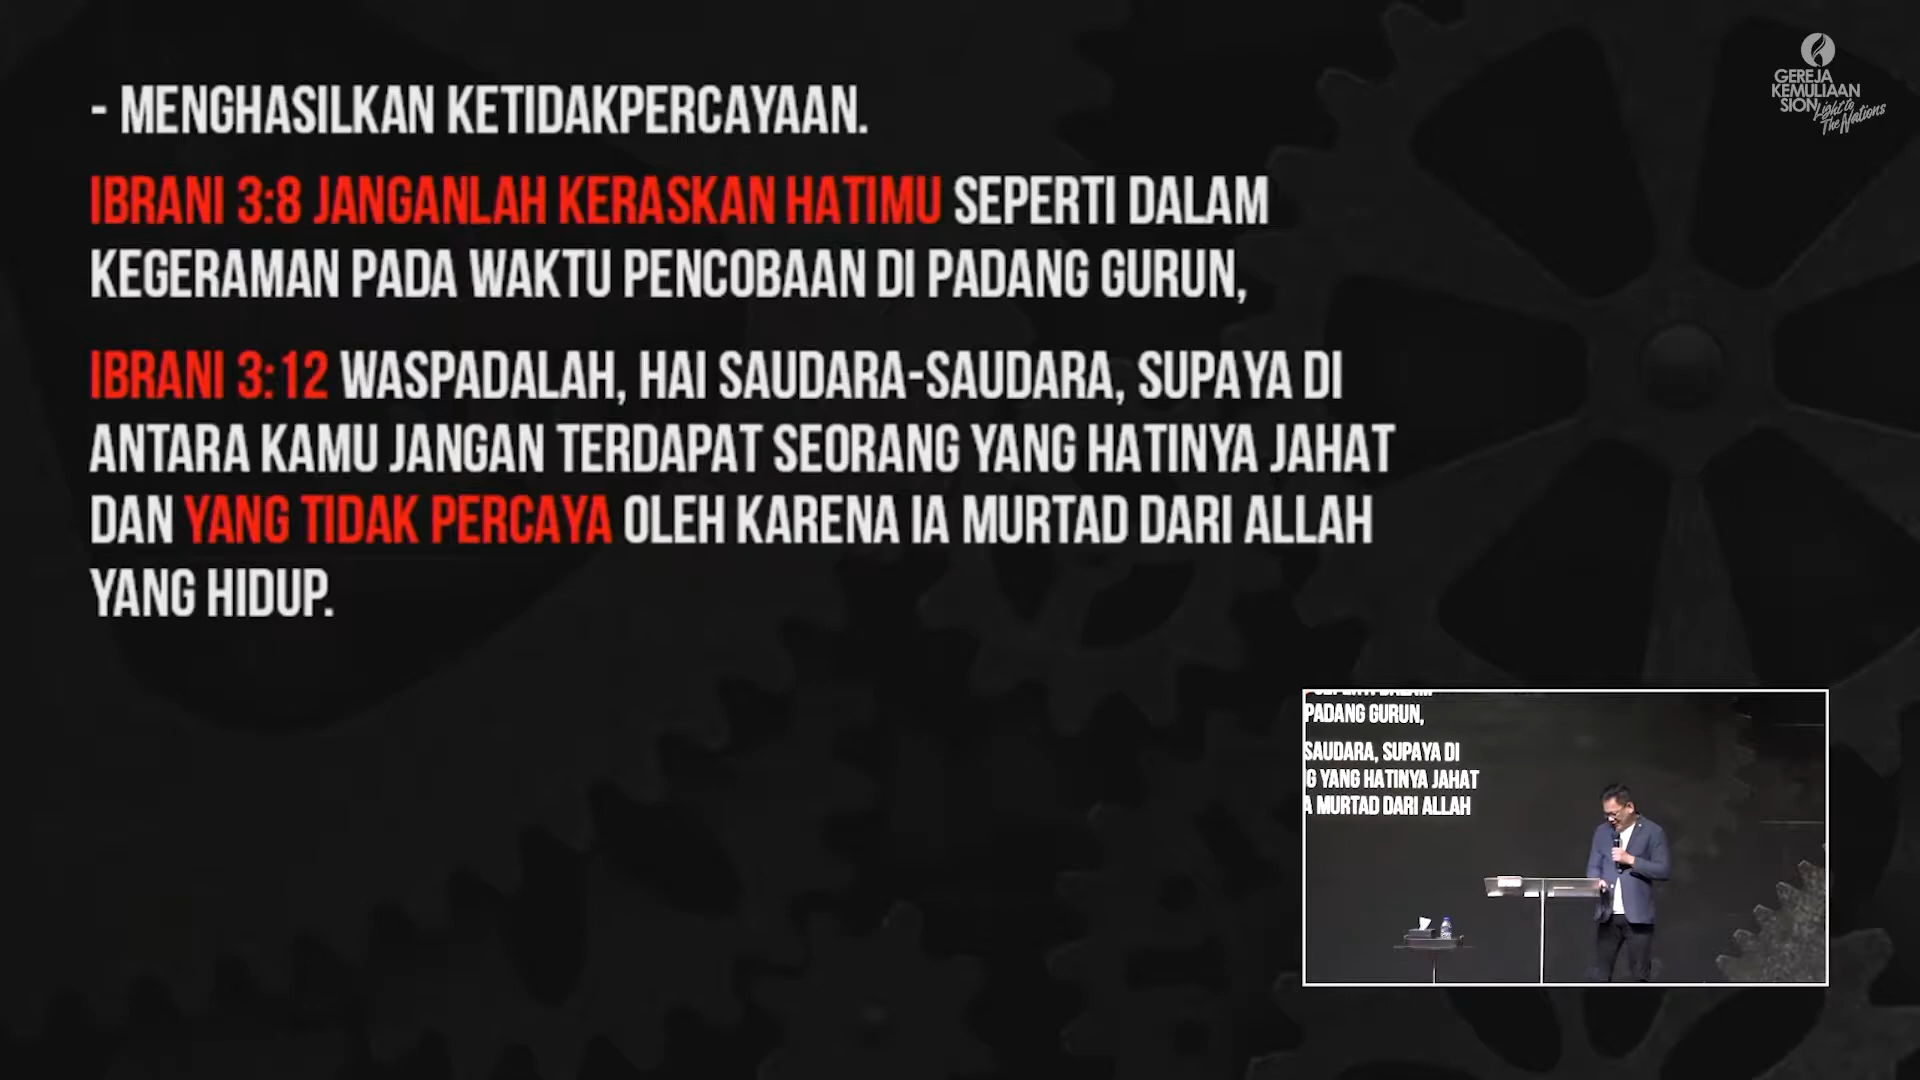 - MENGHASILKAN KETIDAKPERCAYAAN.
IBRANI 3:8 JANGANLAH KERASKAN HATIMU SEPERTI DALAM
KEGERAMAN PADA WAKTU PENCOBAAN DI PADANG GURUN,
IBRANI 3:12 WASPADALAH, HAI SAUDARA-SAUDARA, SUPAYA DI
ANTARA KAMU JANGAN TERDAPAT SEORANG YANG HATINYA JAHAT
DAN YANG TIDAK PERCAYA OLEH KARENA IA MURTAD DARI ALLAH
YANG HIDUP.
GEREJA
KEMULIAAN
SION Light to
The Nations
PADANG GURUN,
SAUDARA, SUPAYA DI
G YANG HATINYA JAHAT
A MURTAD DARI ALLAH